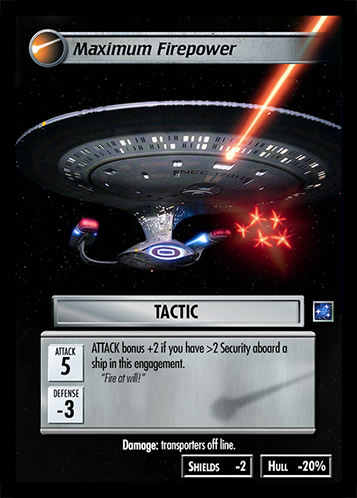 Maximum Firepower
TACTIC
ATTACK
5
ATTACK bonus +2 if you have >2 Security aboard a
ship in this engagement.
"Fire at will!"
DEFENSE
-3
Damage: transporters off line.
SHIELDS -2 HULL -20%